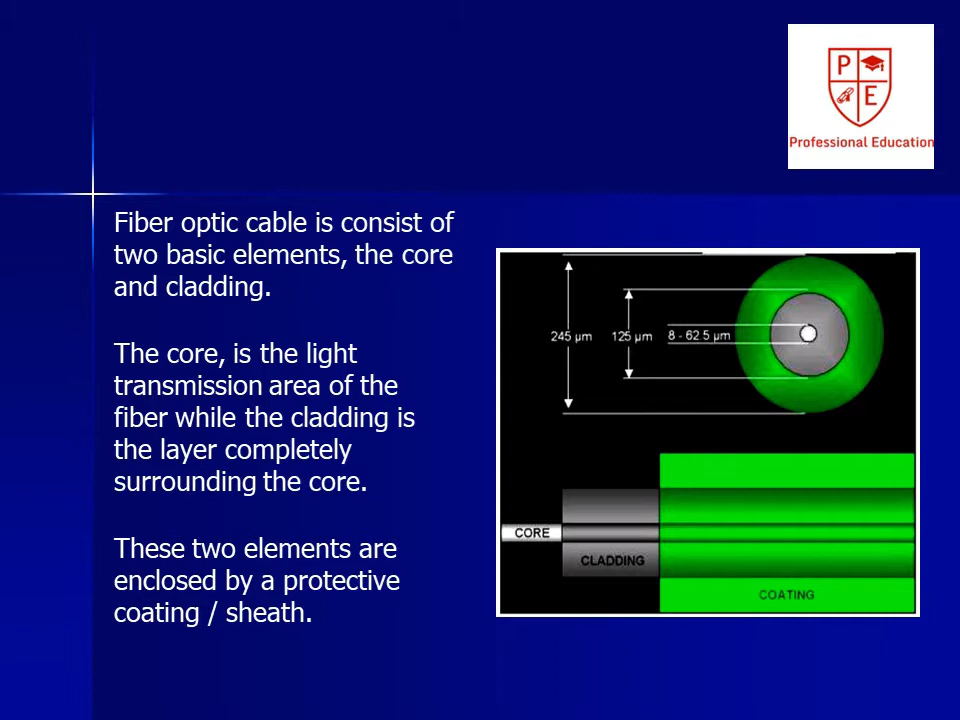 P
E
Professional Education
Fiber optic cable is consist of
two basic elements, the core
and cladding.
The core, is the light
transmission area of the
fiber while the cladding is
the layer completely
surrounding the core.
These two elements are
enclosed by a protective
coating / sheath.
245 µm 125 µm 8 - 62.5 µm
CORE
CLADDING
COATING